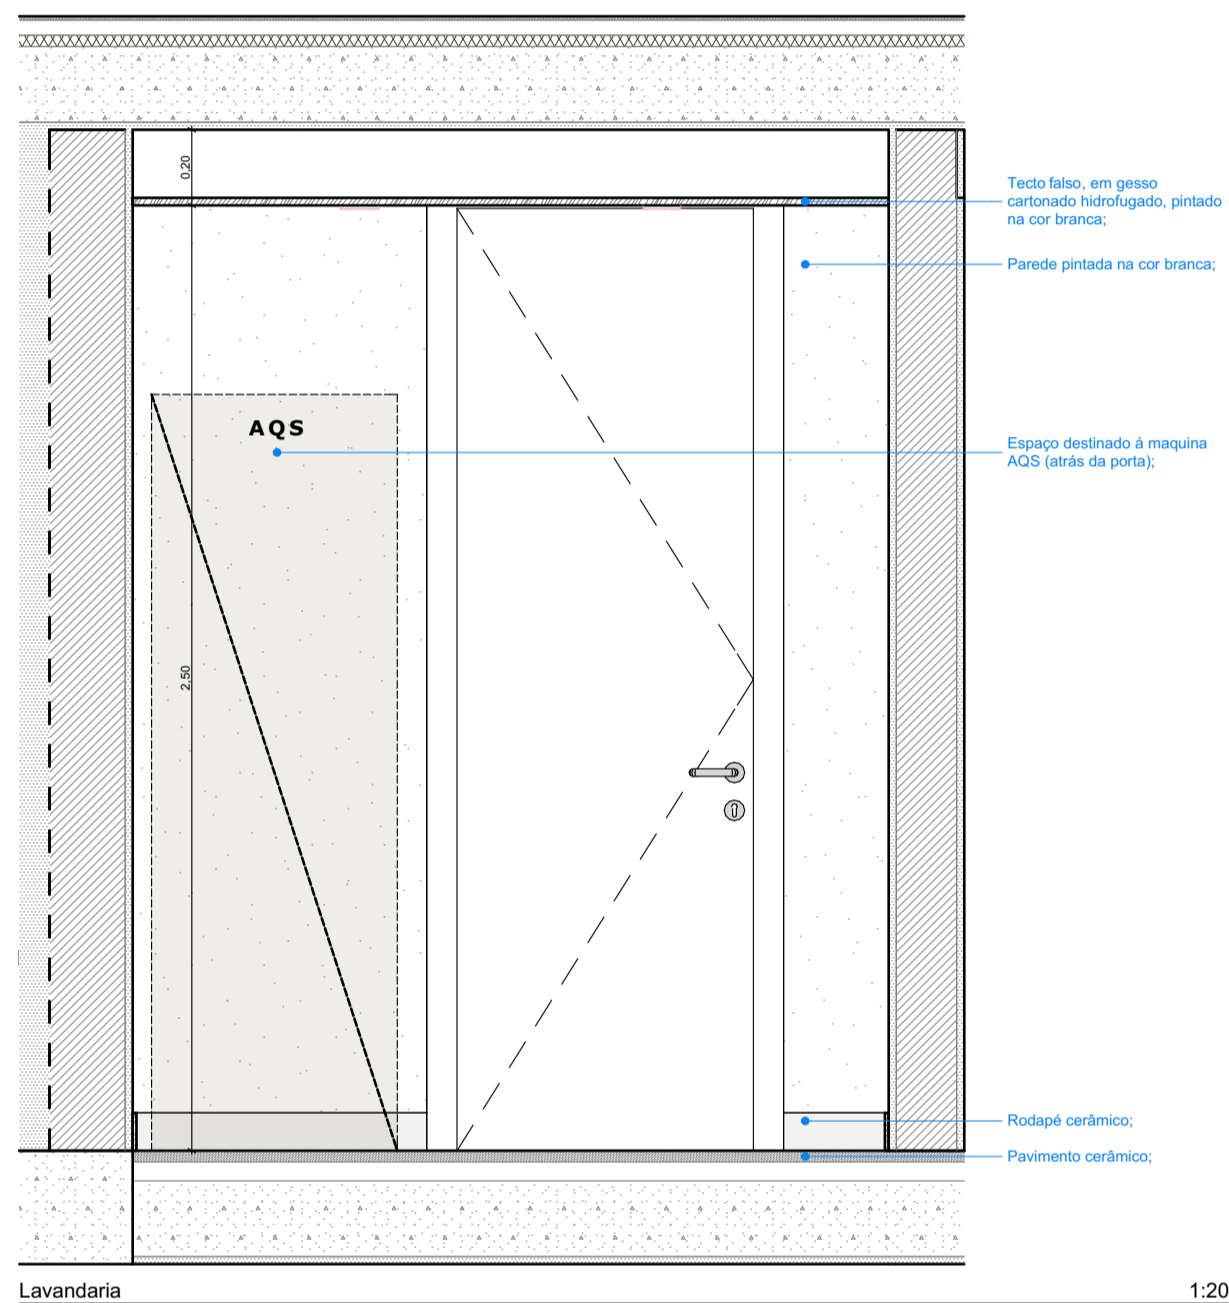 0,20
Tecto falso, em gesso
cartonado hidrofugado, pintado
na cor branca;
Parede pintada na cor branca;
AQS
Espaço destinado á maquina
AQS (atrás da porta);
2,50
Rodapé cerâmico;
Pavimento cerâmico;
Lavandaria
1:20